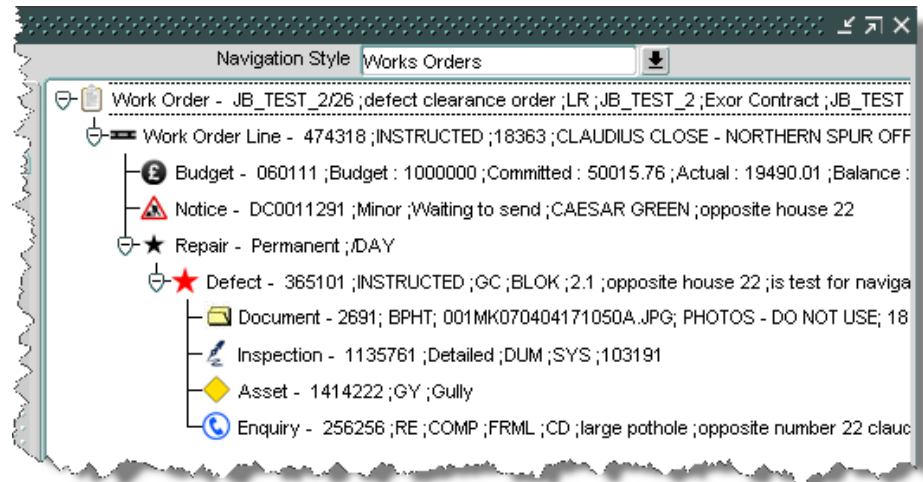 Navigation Style Works Orders
Work Order - JB_TEST_2/26 ;defect clearance order ;LR ;JB_TEST_2 ;Exor Contract ;JB_TEST
Work Order Line - 474318 ;INSTRUCTED ;18363 ;CLAUDIUS CLOSE - NORTHERN SPUR OFF
Budget - 060111 ;Budget : 1000000 ;Committed : 50015.76 ;Actual : 19490.01 ;Balance :
Notice - DC0011291 ;Minor ;Waiting to send ;CAESAR GREEN ;opposite house 22
Repair - Permanent ;/DAY
Defect - 365101 ;INSTRUCTED ;GC ;BLOK ;2.1 ;opposite house 22 ;is test for naviga
Document - 2691; BPHT; 001MK070404171050A.JPG; PHOTOS - DO NOT USE; 18
Inspection - 1135761 ;Detailed ;DUM ;SYS ;103191
Asset - 1414222 ;GY ;Gully
Enquiry - 256256 ;RE ;COMP ;FRML ;CD ;large pothole ;opposite number 22 claud